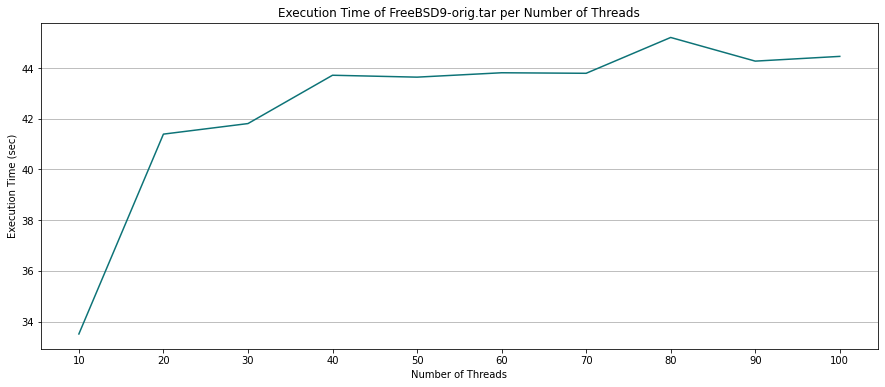 Execution Time of FreeBSD9-orig.tar per Number of Threads
Execution Time (sec)
44
42
40
38
36
34
10 20 30 40 50 60 70 80 90 100
Number of Threads